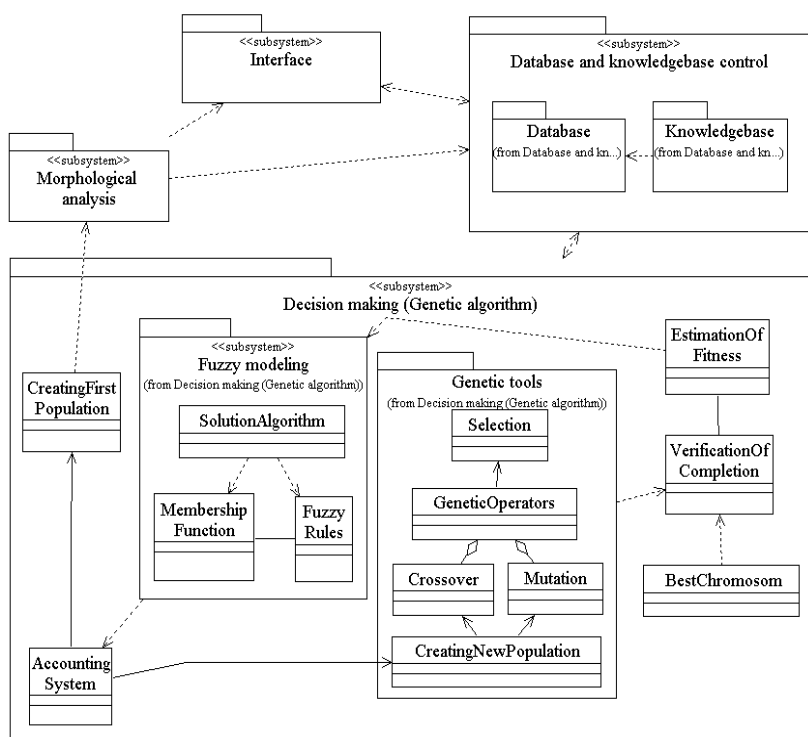 <<subsystem>>
Interface
<<subsystem>>
Database and knowledgebase control
Database
(from Database and kn...)
Knowledgebase
(from Database and kn...)
<<subsystem>>
Morphological
analysis
<<subsystem>>
Decision making (Genetic algorithm)
<<subsystem>>
Fuzzy modeling
(from Decision making (Genetic algorithm))
SolutionAlgorithm
Membership
Function
Fuzzy
Rules
CreatingFirst
Population
Genetic tools
(from Decision making (Genetic algorithm))
Selection
GeneticOperators
Crossover
Mutation
CreatingNewPopulation
EstimationOf
Fitness
VerificationOf
Completion
BestChromosom
Accounting
System